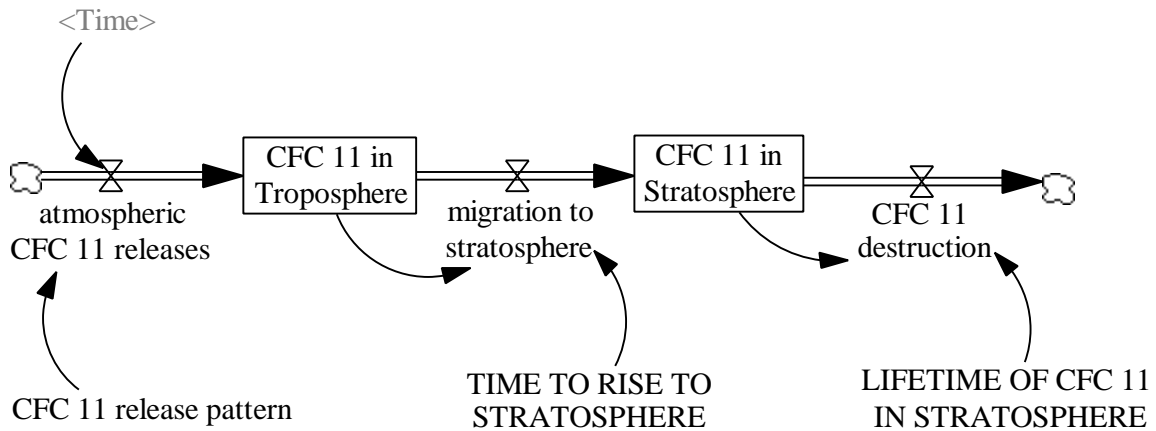 <Time>
CFC 11 in
Troposphere
CFC 11 in
Stratosphere
atmospheric
CFC 11 releases
migration to
stratosphere
CFC 11
destruction
CFC 11 release pattern
TIME TO RISE TO
STRATOSPHERE
LIFETIME OF CFC 11
IN STRATOSPHERE